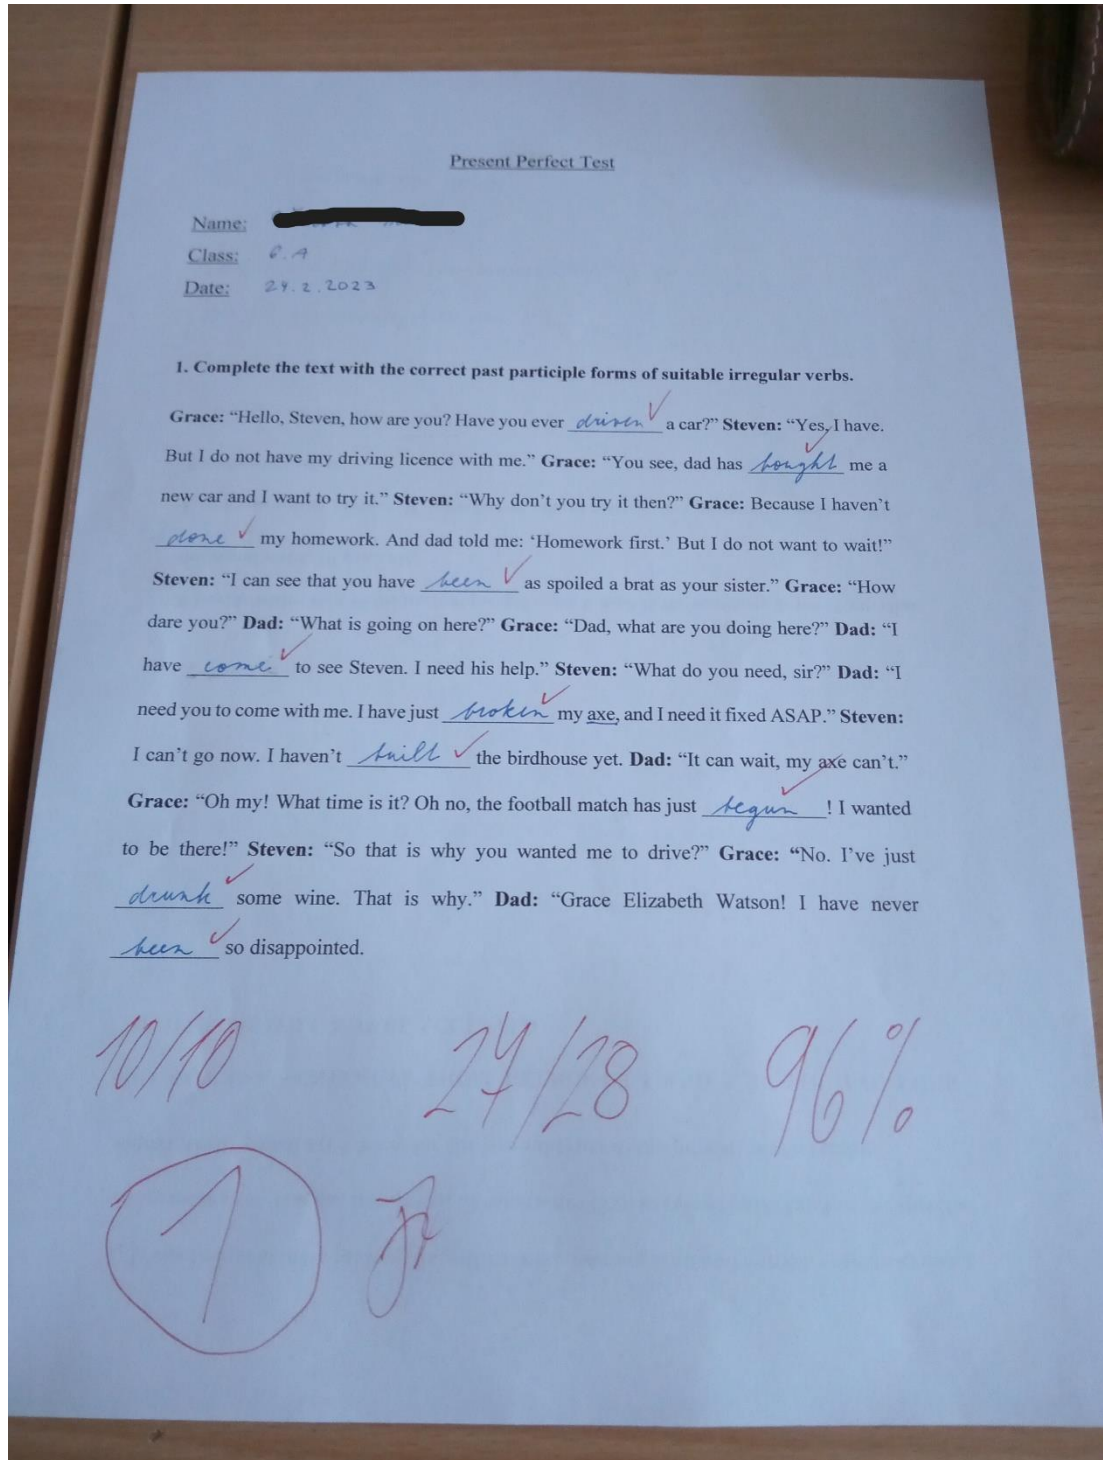 Present Perfect Test
Name:
Class: 6.A
Date: 24.2.2023
1. Complete the text with the correct past participle forms of suitable irregular verbs.
Grace: “Hello, Steven, how are you? Have you ever driven a car?” Steven: “Yes, I have.
But I do not have my driving licence with me.” Grace: “You see, dad has bought me a
new car and I want to try it.” Steven: “Why don’t you try it then?” Grace: Because I haven’t
done my homework. And dad told me: ‘Homework first.’ But I do not want to wait!”
Steven: “I can see that you have been as spoiled a brat as your sister.” Grace: “How
dare you?” Dad: “What is going on here?” Grace: “Dad, what are you doing here?” Dad: “I
have come to see Steven. I need his help.” Steven: “What do you need, sir?” Dad: “I
need you to come with me. I have just broken my axe, and I need it fixed ASAP.” Steven:
I can’t go now. I haven’t built the birdhouse yet. Dad: “It can wait, my axe can’t.”
Grace: “Oh my! What time is it? Oh no, the football match has just begun ! I wanted
to be there!” Steven: “So that is why you wanted me to drive?” Grace: “No. I’ve just
drunk some wine. That is why.” Dad: “Grace Elizabeth Watson! I have never
been so disappointed.
10/10 27/28 96%
1